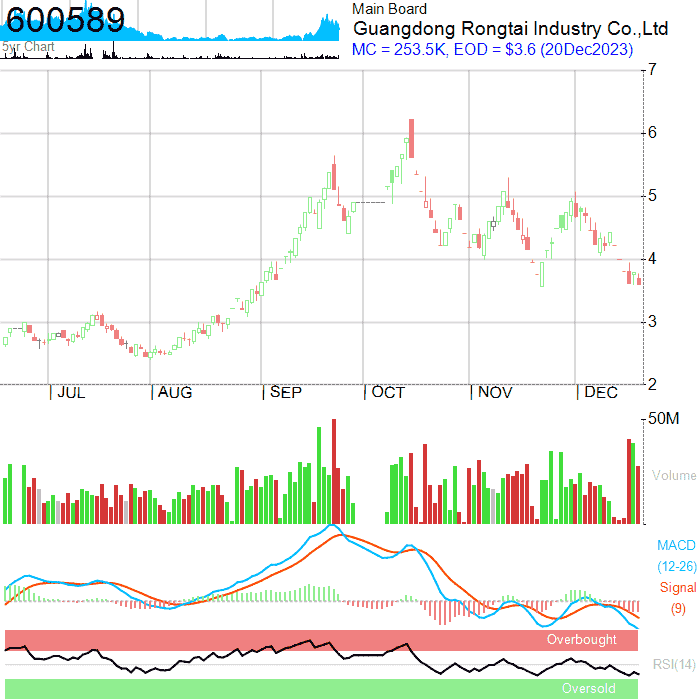 600589
5yr Chart
Main Board
Guangdong Rongtai Industry Co.,Ltd
MC = 253.5K, EOD = $3.6 (20Dec2023)
7
6
5
4
3
2
JUL AUG SEP OCT NOV DEC
50M
Volume
MACD
(12-26)
Signal
(9)
Overbought
RSI(14)
Oversold